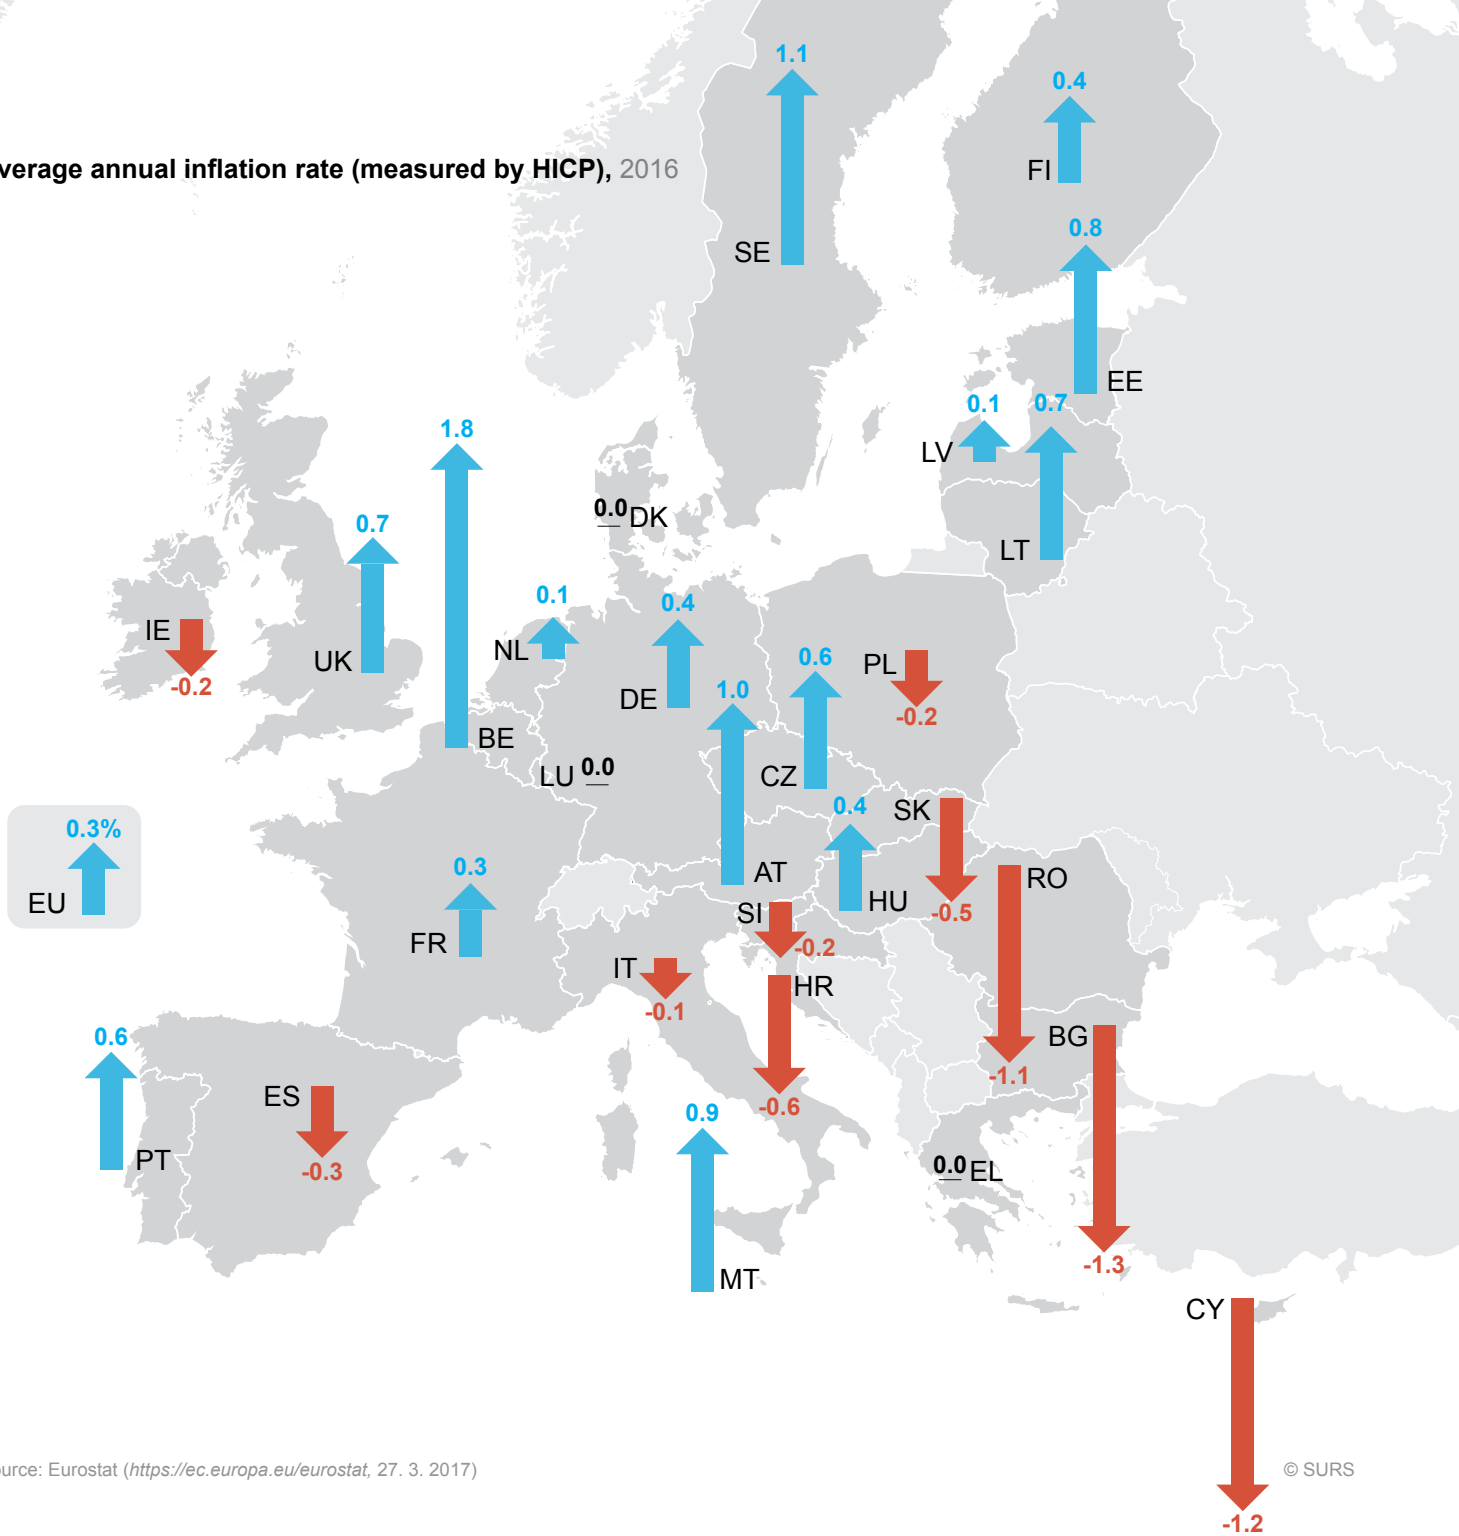 verage annual inflation rate (measured by HICP), 2016
1.1
SE
0.4
FI
0.8
EE
0.1
LV
0.7
LT
1.8
BE
0.7
UK
IE
-0.2
0.0 DK
0.1
NL
0.4
DE
1.0
AT
0.6
CZ
PL
-0.2
LU 0.0
SK
-0.5
0.4
HU
0.3%
EU
0.3
FR
SI
-0.2
RO
-1.1
IT
-0.1
HR
-0.6
BG
-1.3
0.6
PT
ES
-0.3
0.9
MT
0.0 EL
CY
-1.2
urce: Eurostat (https://ec.europa.eu/eurostat, 27. 3. 2017)
© SURS